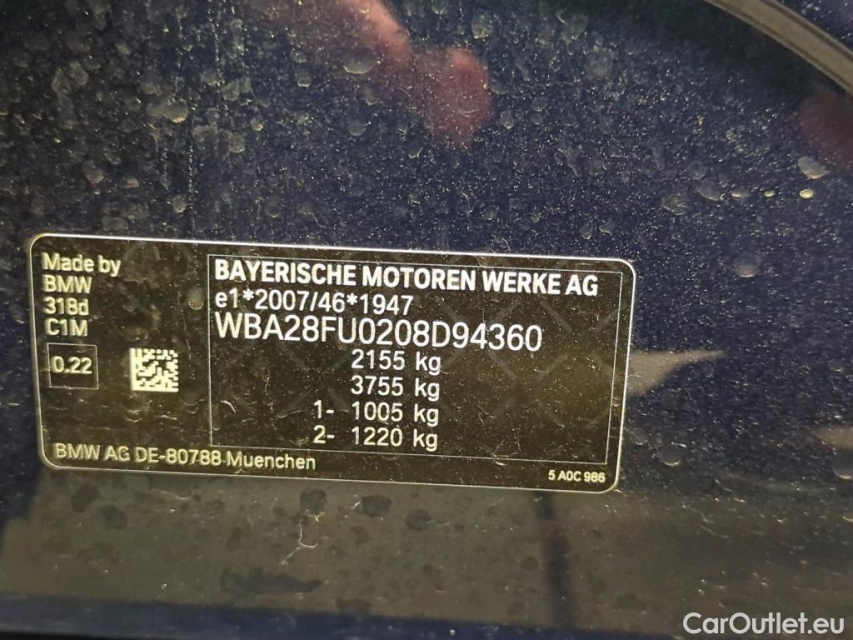 Made by
BMW
318d
C1M
0.22
BAYERISCHE MOTOREN WERKE AG
e1*2007/46*1947
WBA28FU0208D94360
2155 kg
3755 kg
1- 1005 kg
2- 1220 kg
BMW AG DE-80788 Muenchen
5 A0C 986
CarOutlet.eu